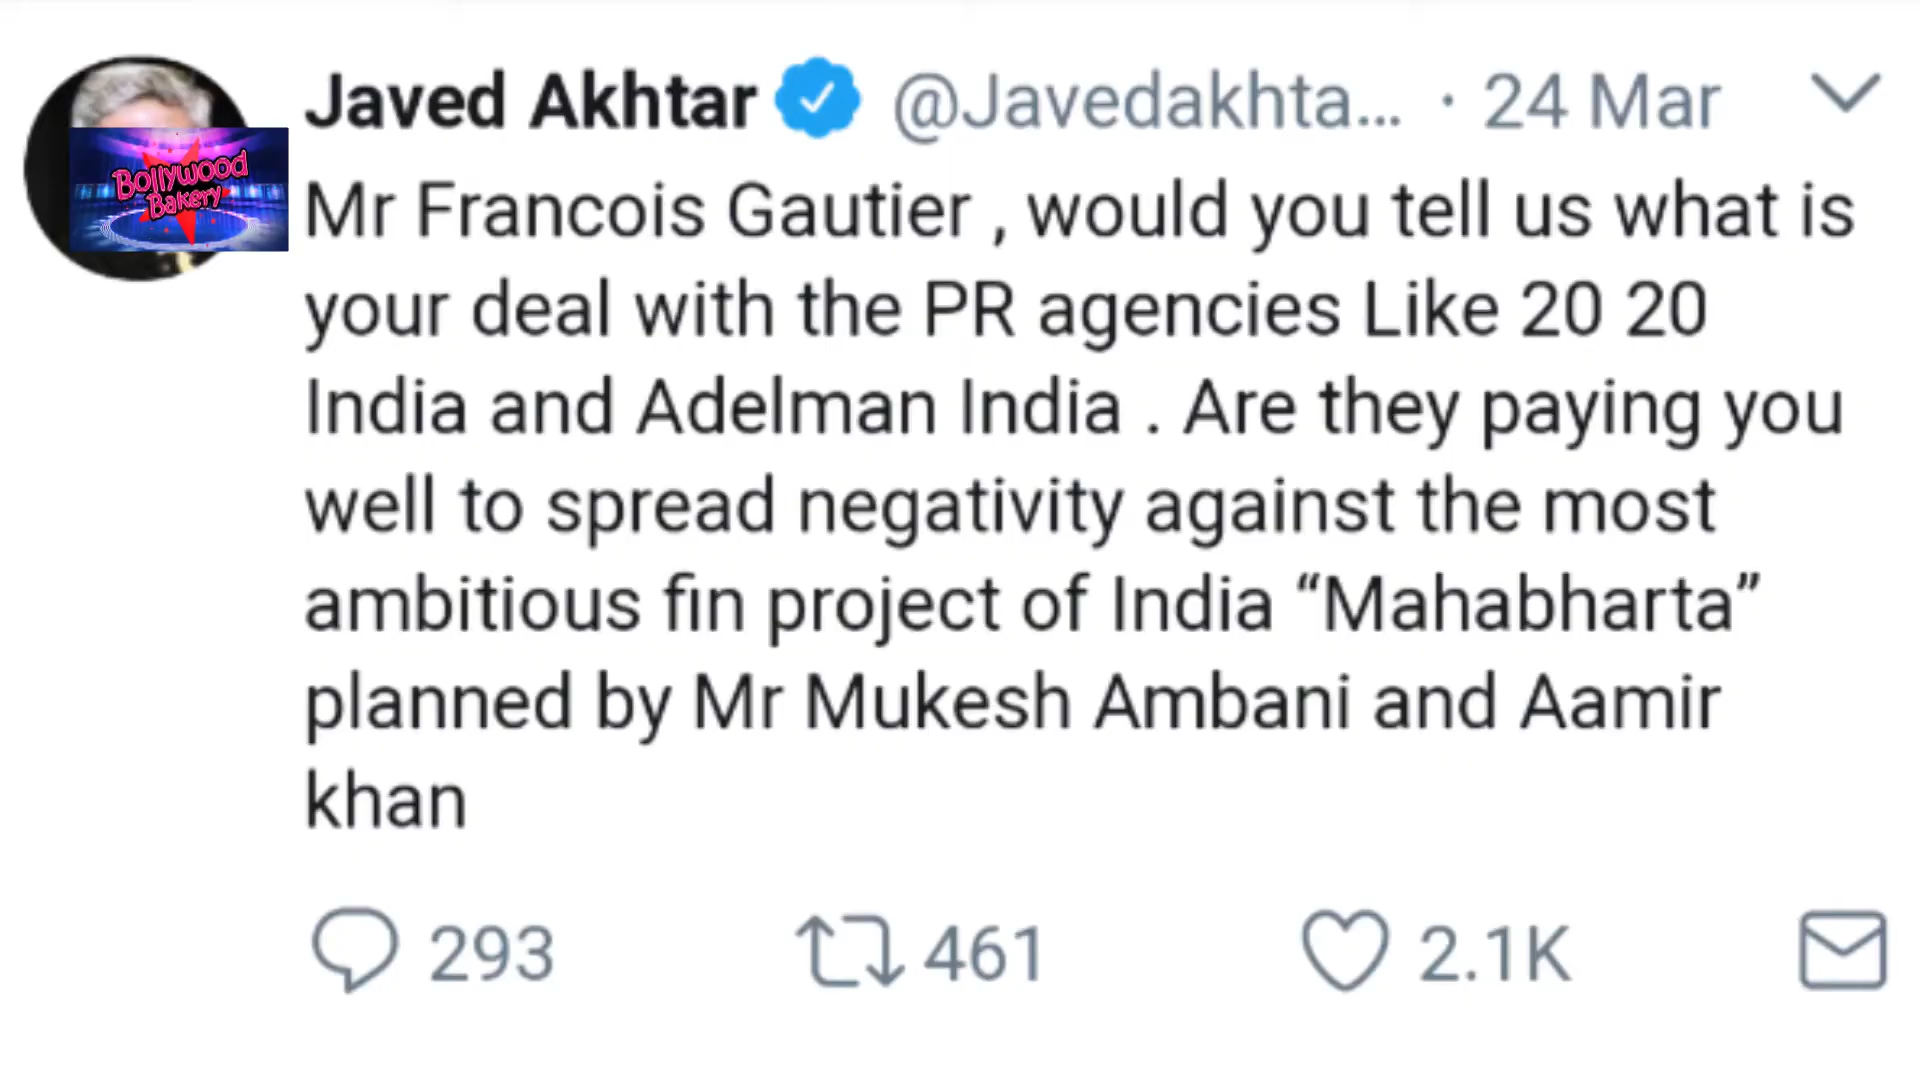 Javed Akhtar @Javedakhta... · 24 Mar
Bollywood
Bakery
Mr Francois Gautier , would you tell us what is
your deal with the PR agencies Like 20 20
India and Adelman India . Are they paying you
well to spread negativity against the most
ambitious fin project of India “Mahabharta”
planned by Mr Mukesh Ambani and Aamir
khan
293 461 2.1K